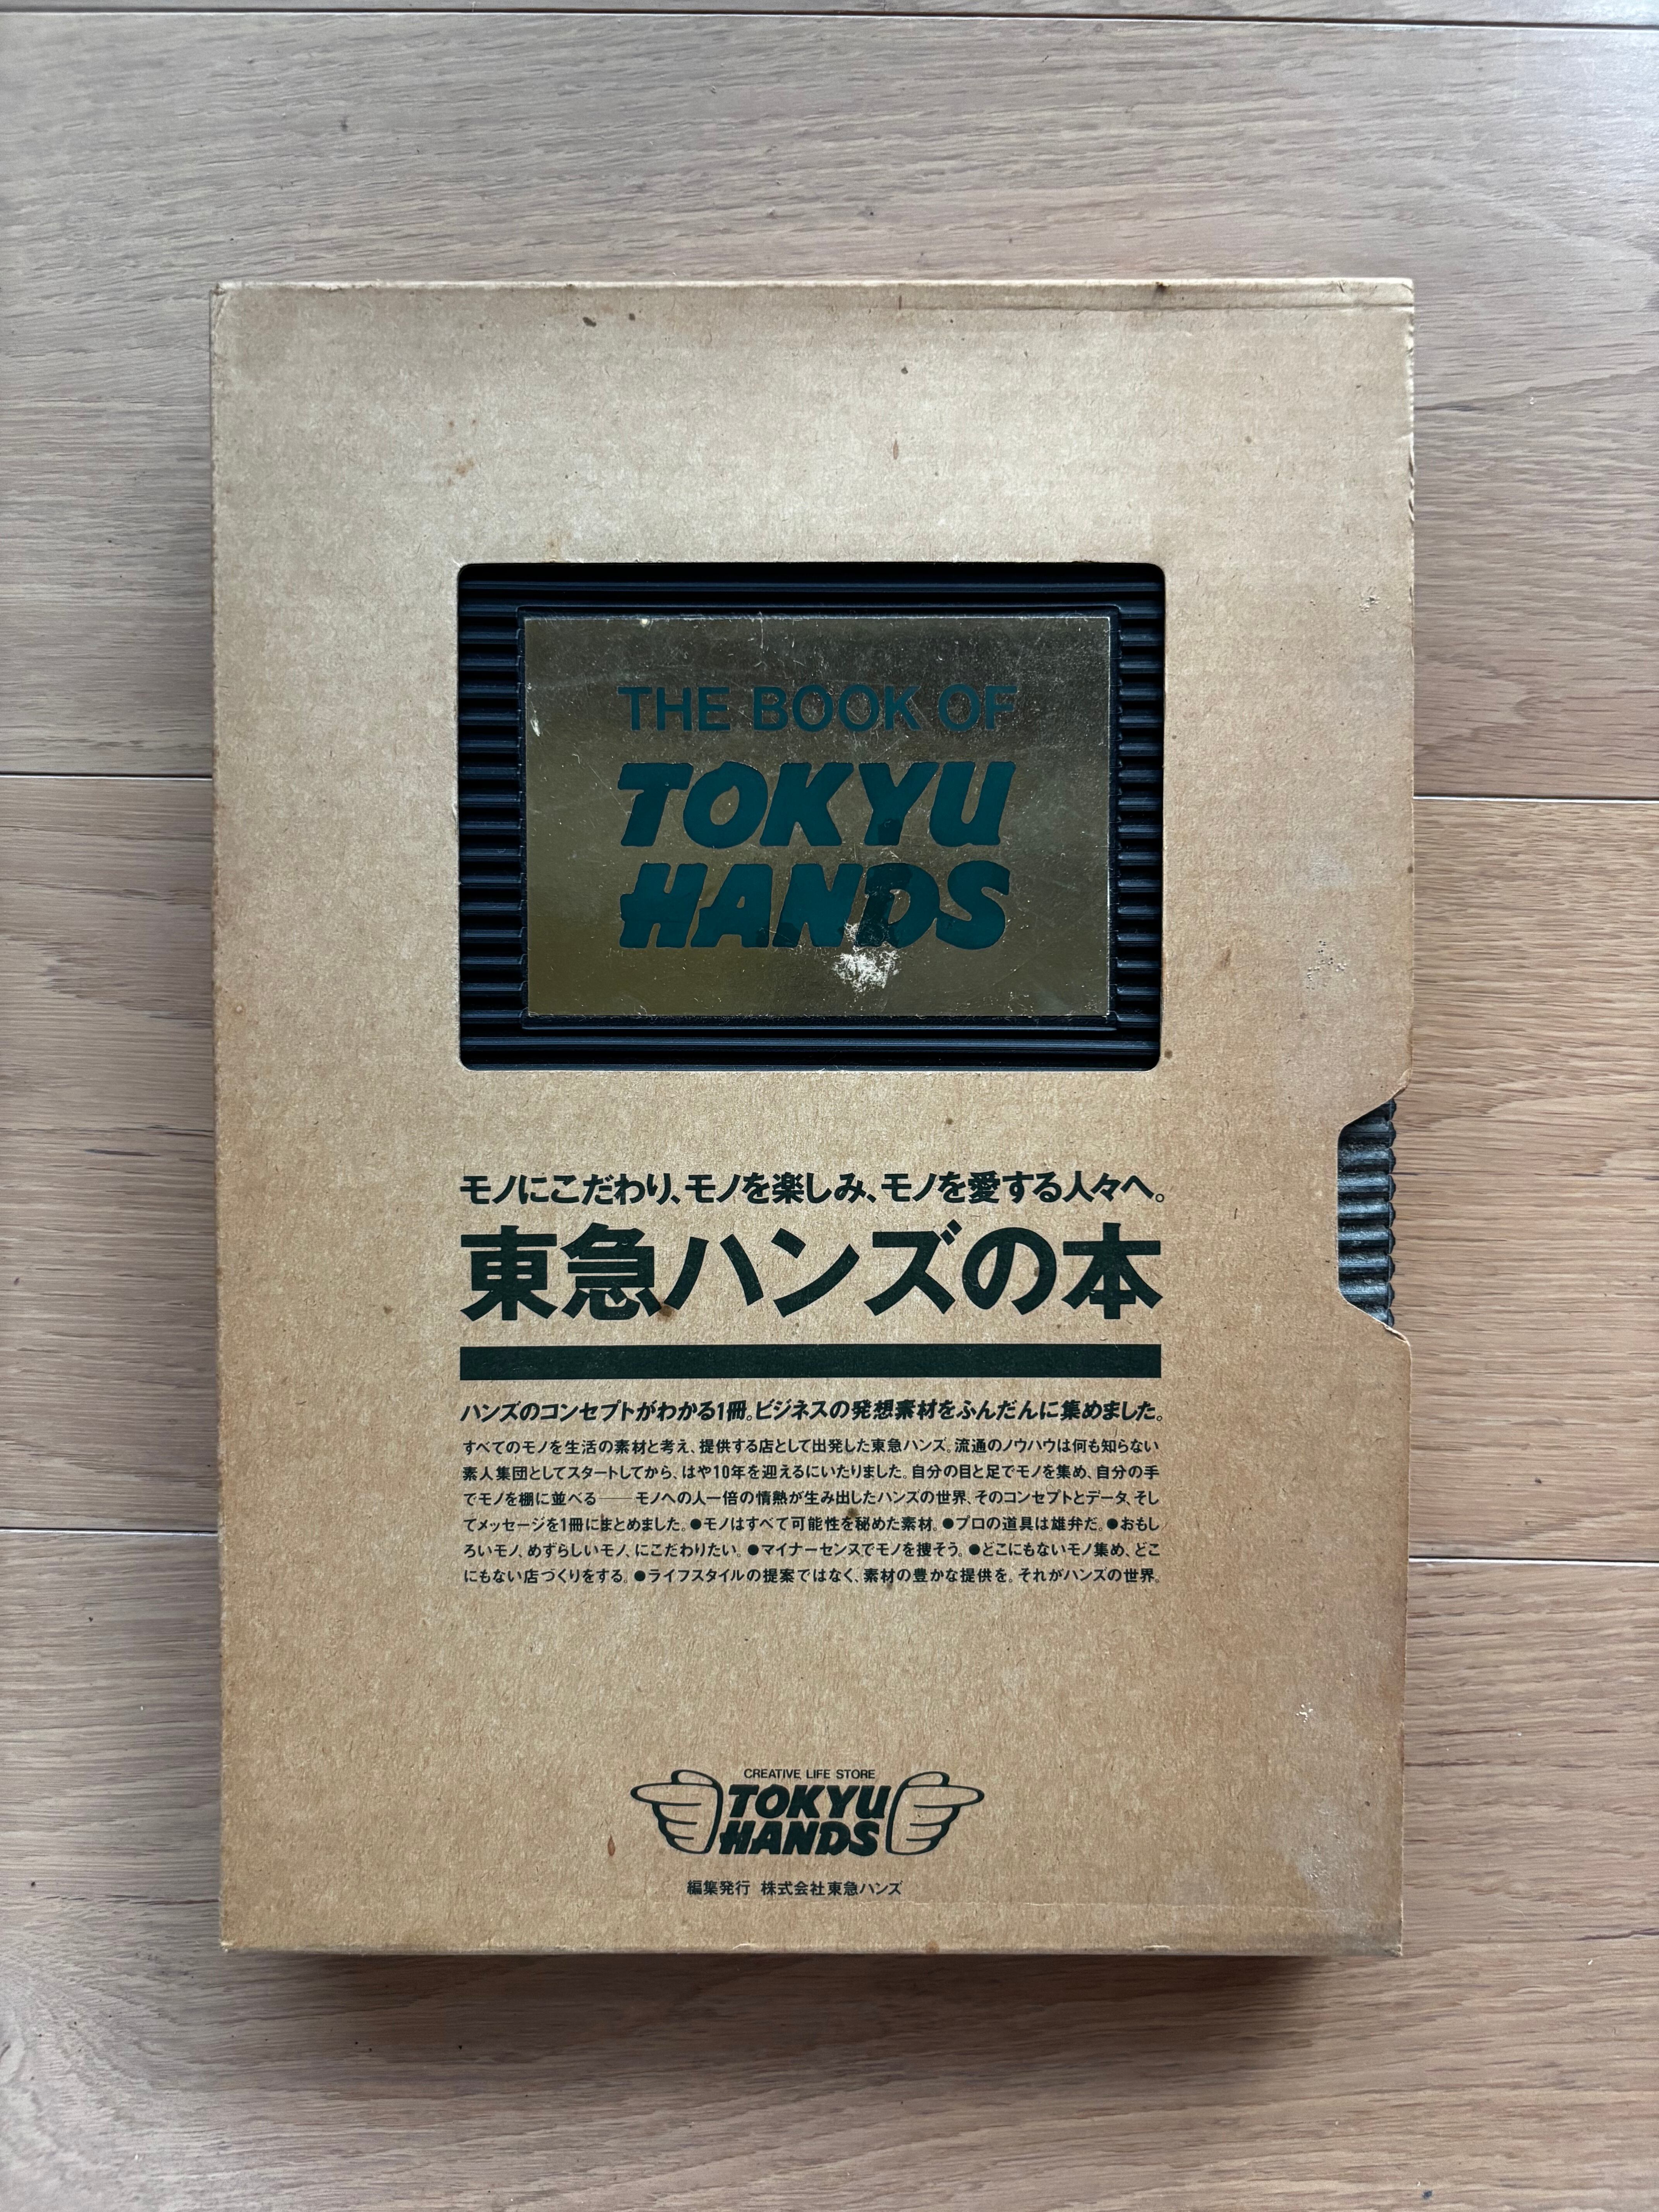 THE BOOK OF
TOKYU
HANDS
モノにこだわり、モノを楽しみ、モノを愛する人々へ。
東急ハンズの本
ハンズのコンセプトがわかる1冊。ビジネスの発想素材をふんだんに集めました。
すべてのモノを生活の素材と考え、提供する店として出発した東急ハンズ。流通のノウハウは何も知らない
素人集団としてスタートしてから、はや10年を迎えるにいたりました。自分の目と足でモノを集め、自分の手
でモノを棚に並べる——モノへの人一倍の情熱が生み出したハンズの世界、そのコンセプトとデータ、そし
てメッセージを1冊にまとめました。●モノはすべて可能性を秘めた素材。●プロの道具は雄弁だ。●おもし
ろいモノ、めずらしいモノ、にこだわりたい。●マイナーセンスでモノを捜そう。●どこにもないモノ集め、どこ
にもない店づくりをする。●ライフスタイルの提案ではなく、素材の豊かな提供を。それがハンズの世界。
CREATIVE LIFE STORE
TOKYU
HANDS
編集発行 株式会社東急ハンズ